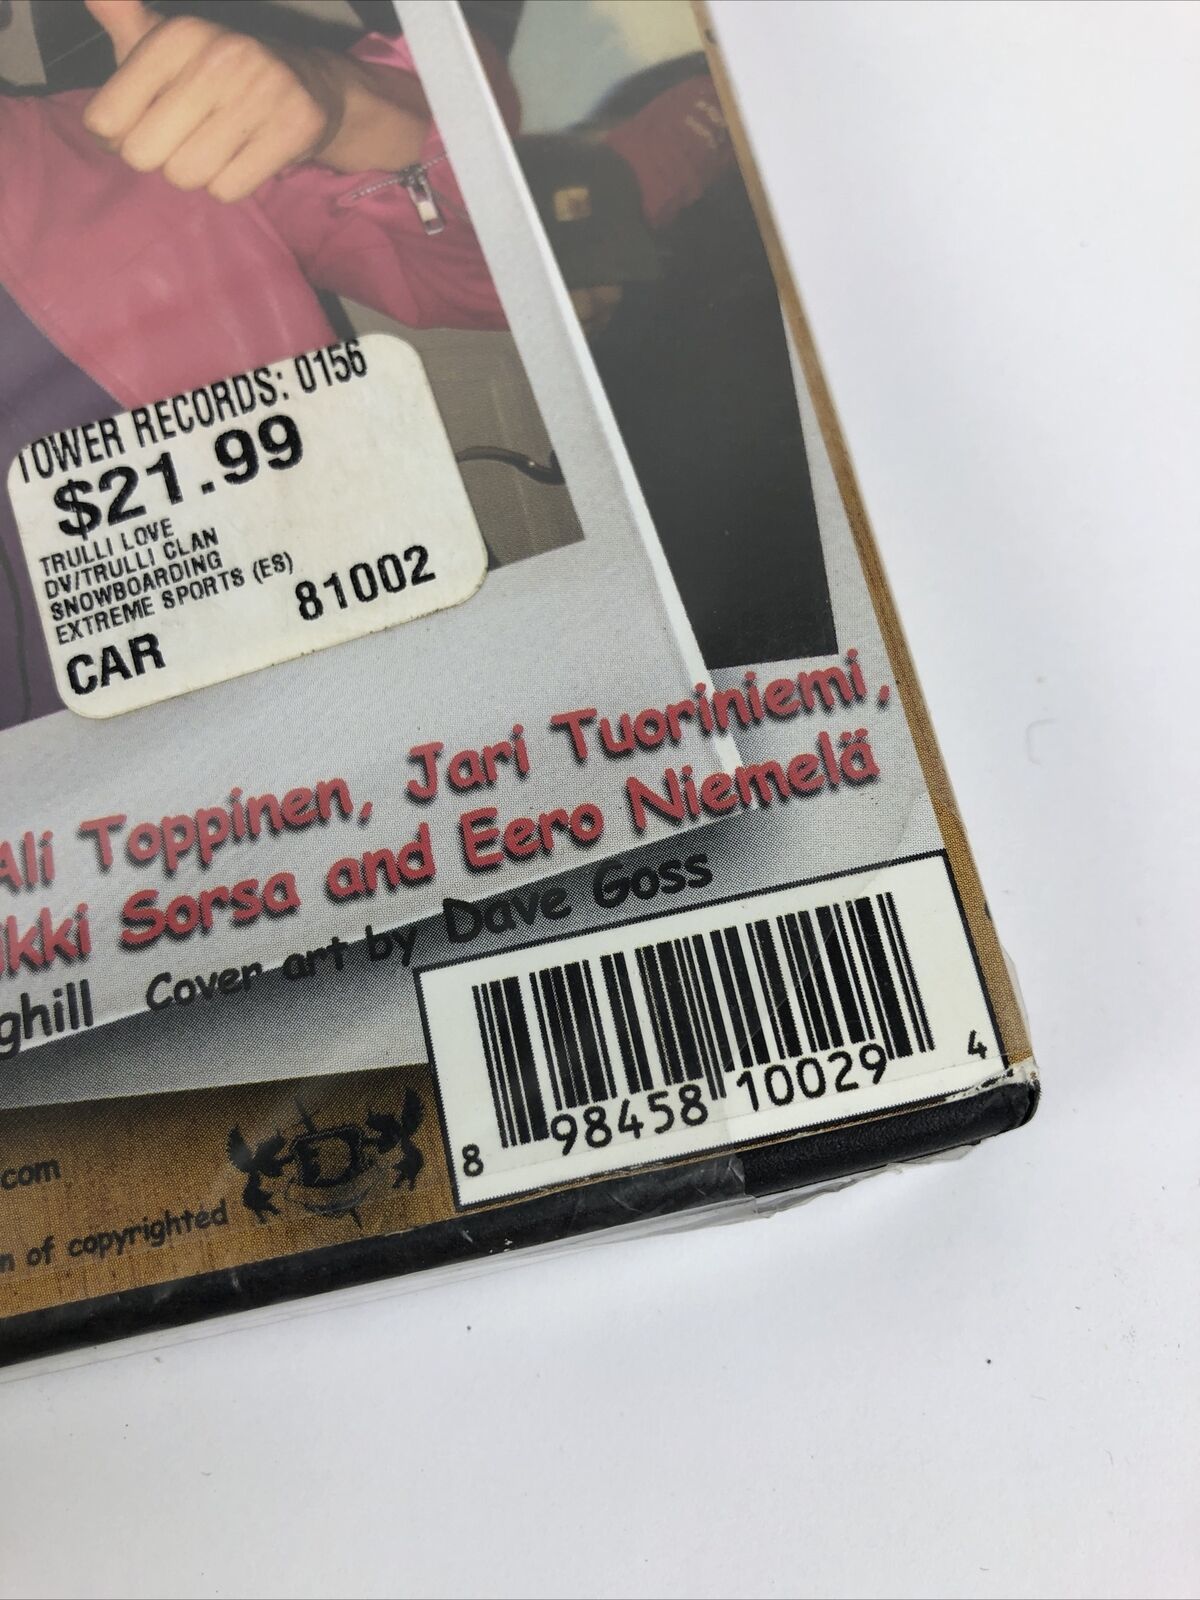 TOWER RECORDS: 0156
$21.99
TRULLI LOVE
DV/TRULLI CLAN
SNOWBOARDING
EXTREME SPORTS (ES)
CAR 81002
Ali Toppinen, Jari Tuoriniemi,
kki Sorsa and Eero Niemelä
ghill Cover art by Dave Goss
8 98458 10029 4
.com
n of copyrighted